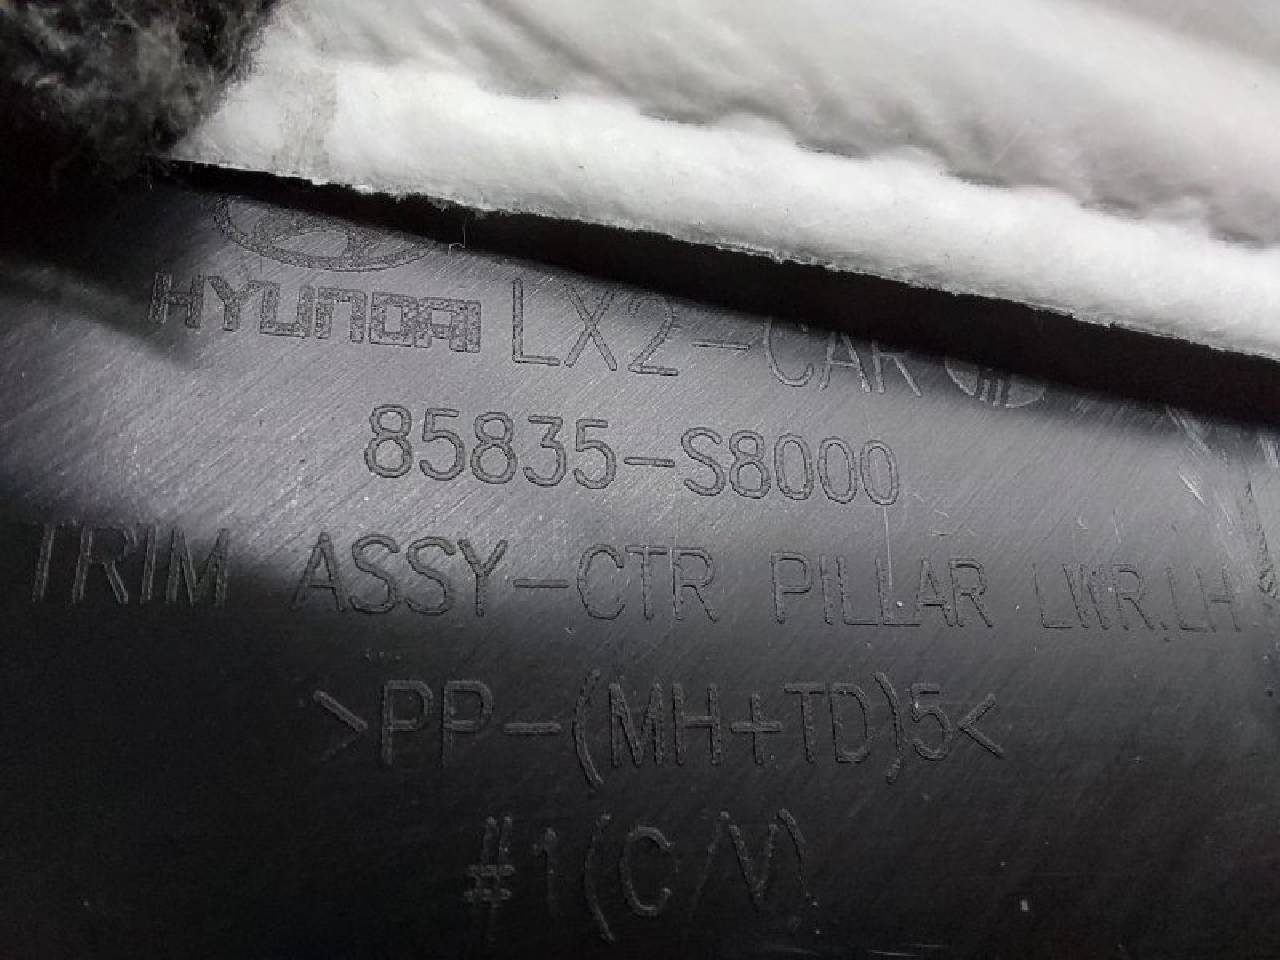 HYUNDAI LX2-CAR
85835-S8000
TRIM ASSY-CTR PILLAR LWR.LH
>PP-(MH+TD)5<
#1(C/V)